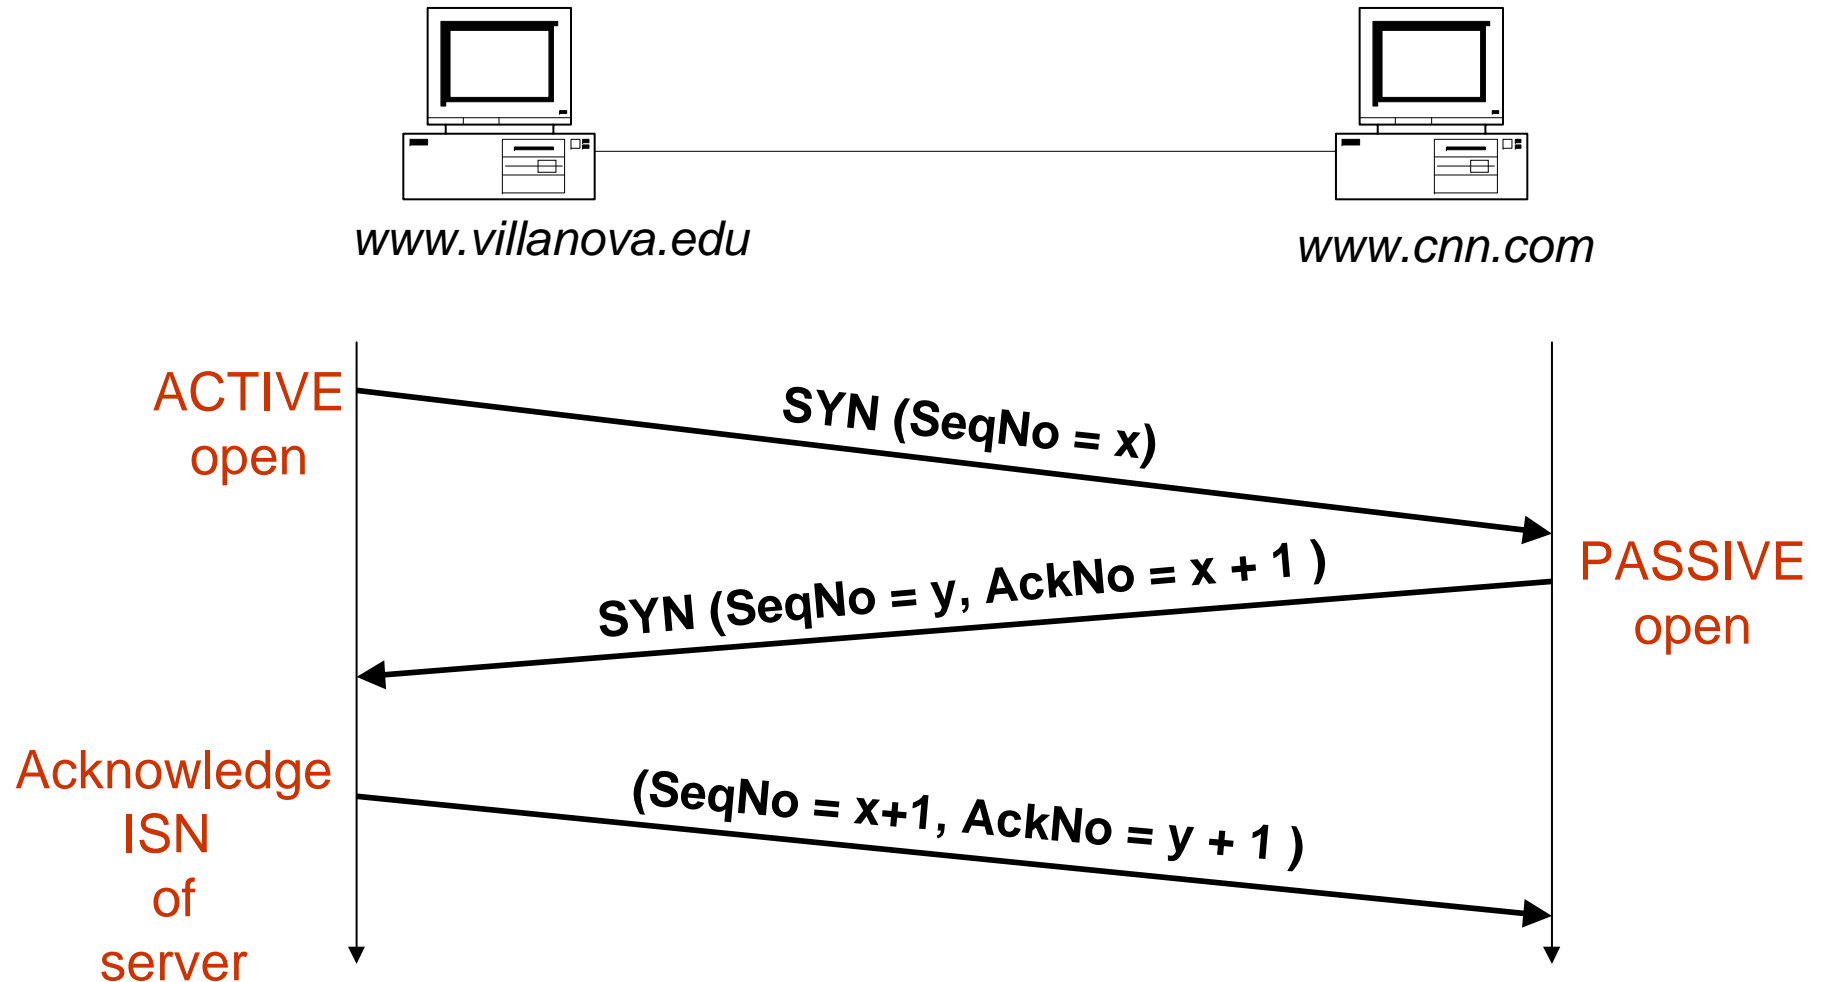 www.villanova.edu
www.cnn.com
ACTIVE
open
SYN (SeqNo = x)
SYN (SeqNo = y, AckNo = x + 1 )
PASSIVE
open
Acknowledge
ISN
of
server
(SeqNo = x+1, AckNo = y + 1 )